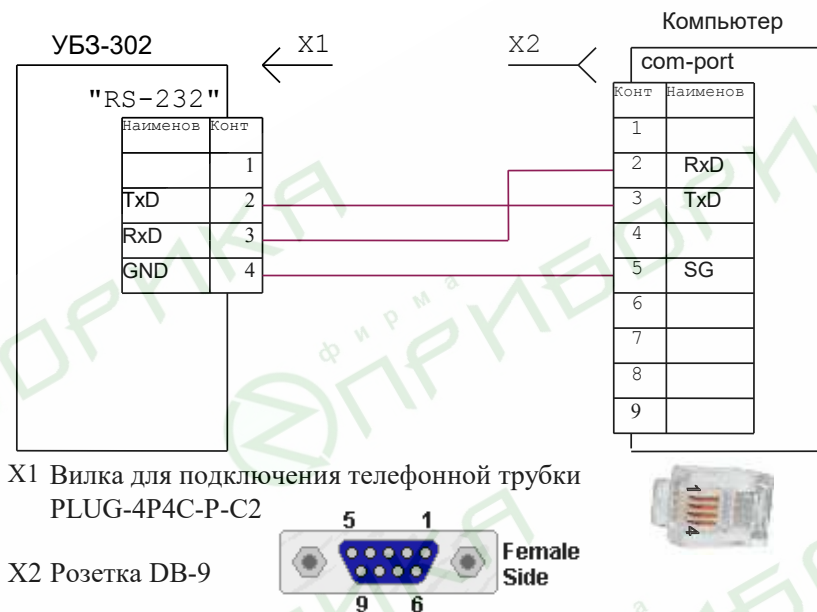 Компьютер
УБЗ-302
X1
X2
com-port
"RS-232"
Наименов Конт
1
TxD 2
RxD 3
GND 4
Конт Наименов
1
2 RxD
3 TxD
4
5 SG
6
7
8
9
X1 Вилка для подключения телефонной трубки
PLUG-4P4C-P-C2
1
4
X2 Розетка DB-9
5 1
9 6
Female
Side
фирма
ПРИБОРИКА